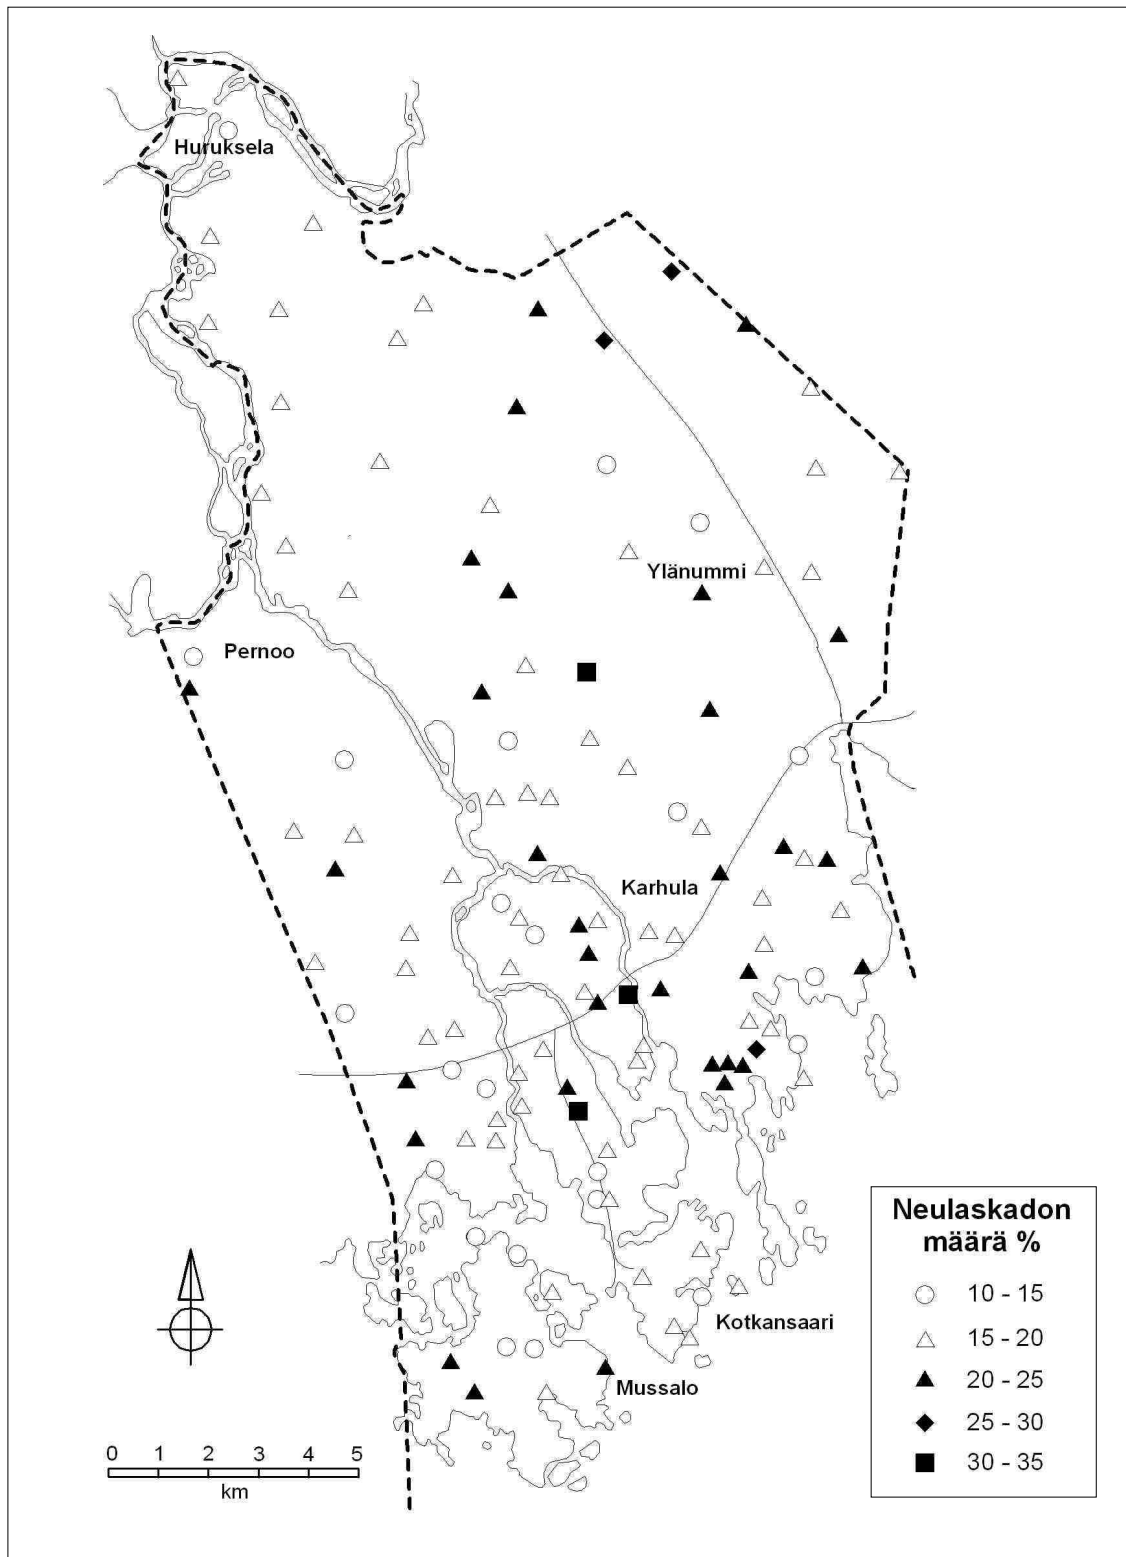 Huruksela
Ylänummi
Pernoo
Karhula
Kotkansaari
Mussalo
Neulaskadon
määrä %
10 - 15
15 - 20
20 - 25
25 - 30
30 - 35
0 1 2 3 4 5
km